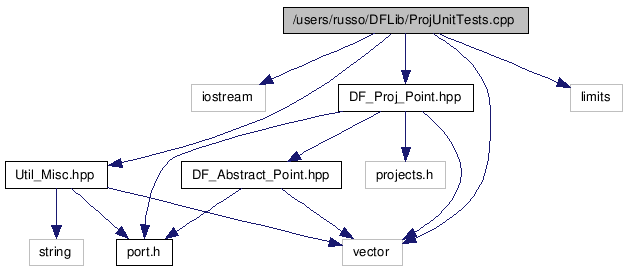 /users/russo/DFLib/ProjUnitTests.cpp
iostream
DF_Proj_Point.hpp
limits
Util_Misc.hpp
DF_Abstract_Point.hpp
projects.h
string
port.h
vector